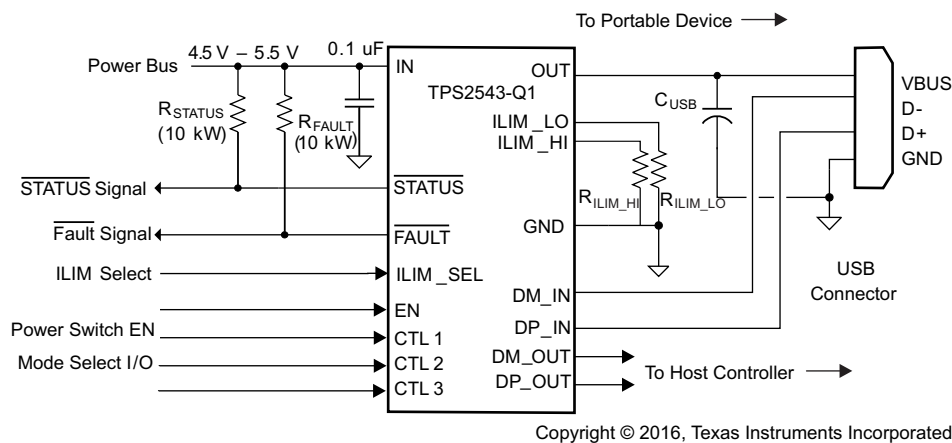 To Portable Device
4.5 V – 5.5 V
0.1 uF
Power Bus
IN
OUT
VBUS
TPS2543-Q1
CUSB
D-
RSTATUS
(10 kW)
RFAULT
(10 kW)
ILIM_LO
ILIM_HI
D+
GND
STATUS Signal
STATUS
RILIM_HI
RILIM_LO
Fault Signal
FAULT
GND
ILIM Select
ILIM_SEL
USB
Connector
EN
DM_IN
Power Switch EN
CTL 1
DP_IN
Mode Select I/O
CTL 2
DM_OUT
CTL 3
DP_OUT
To Host Controller
Copyright © 2016, Texas Instruments Incorporated